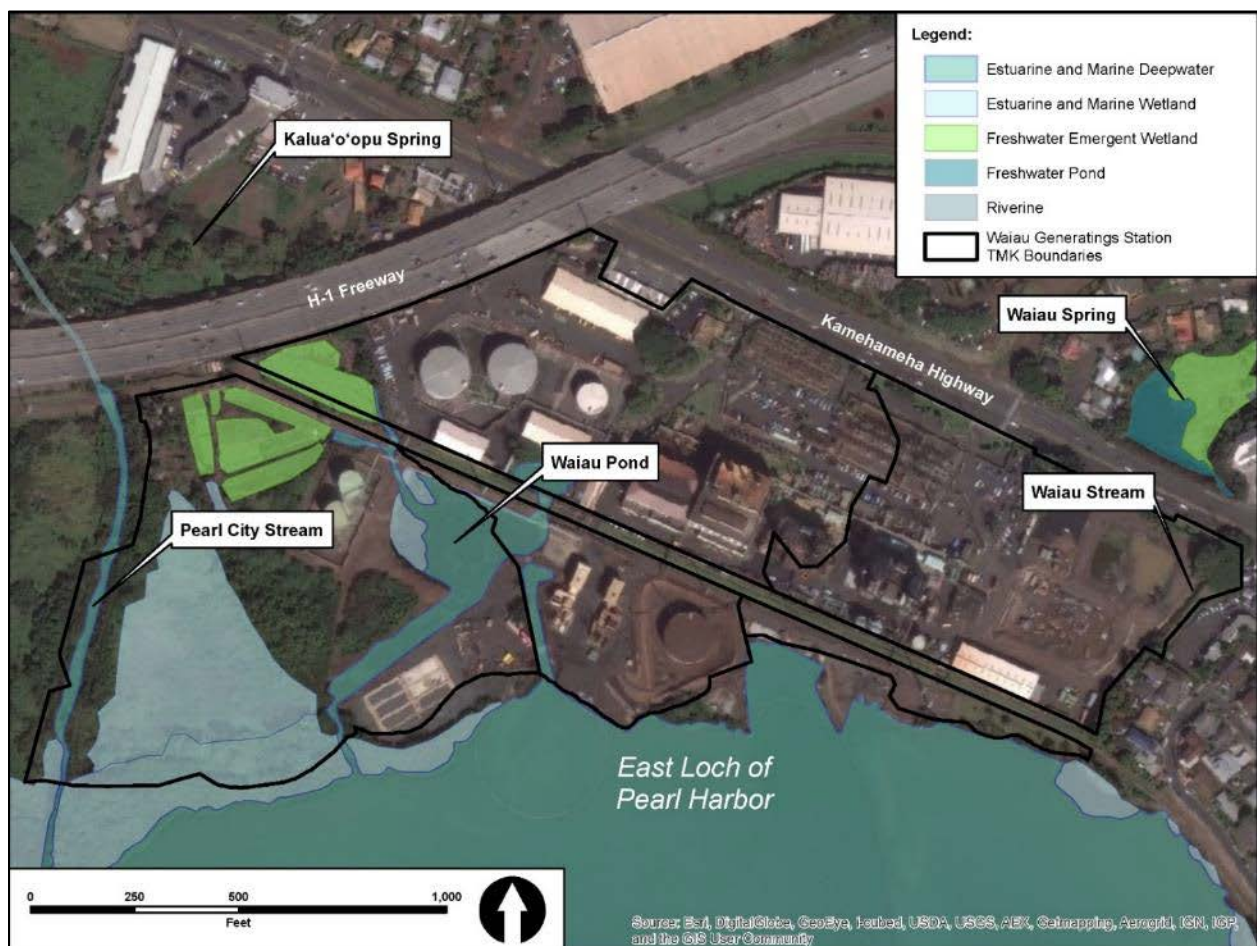 Legend:
Estuarine and Marine Deepwater
Estuarine and Marine Wetland
Freshwater Emergent Wetland
Freshwater Pond
Riverine
Waiau Generatings Station
TMK Boundaries
Kalua‘o‘opu Spring
H-1 Freeway
Kamehameha Highway
Waiau Spring
Waiau Pond
Waiau Stream
Pearl City Stream
East Loch of
Pearl Harbor
0 250 500 1,000
Feet
Source: Esri, DigitalGlobe, GeoEye, i-cubed, USDA, USGS, AEX, Getmapping, Aerogrid, IGN, IGP,
and the GIS User Community